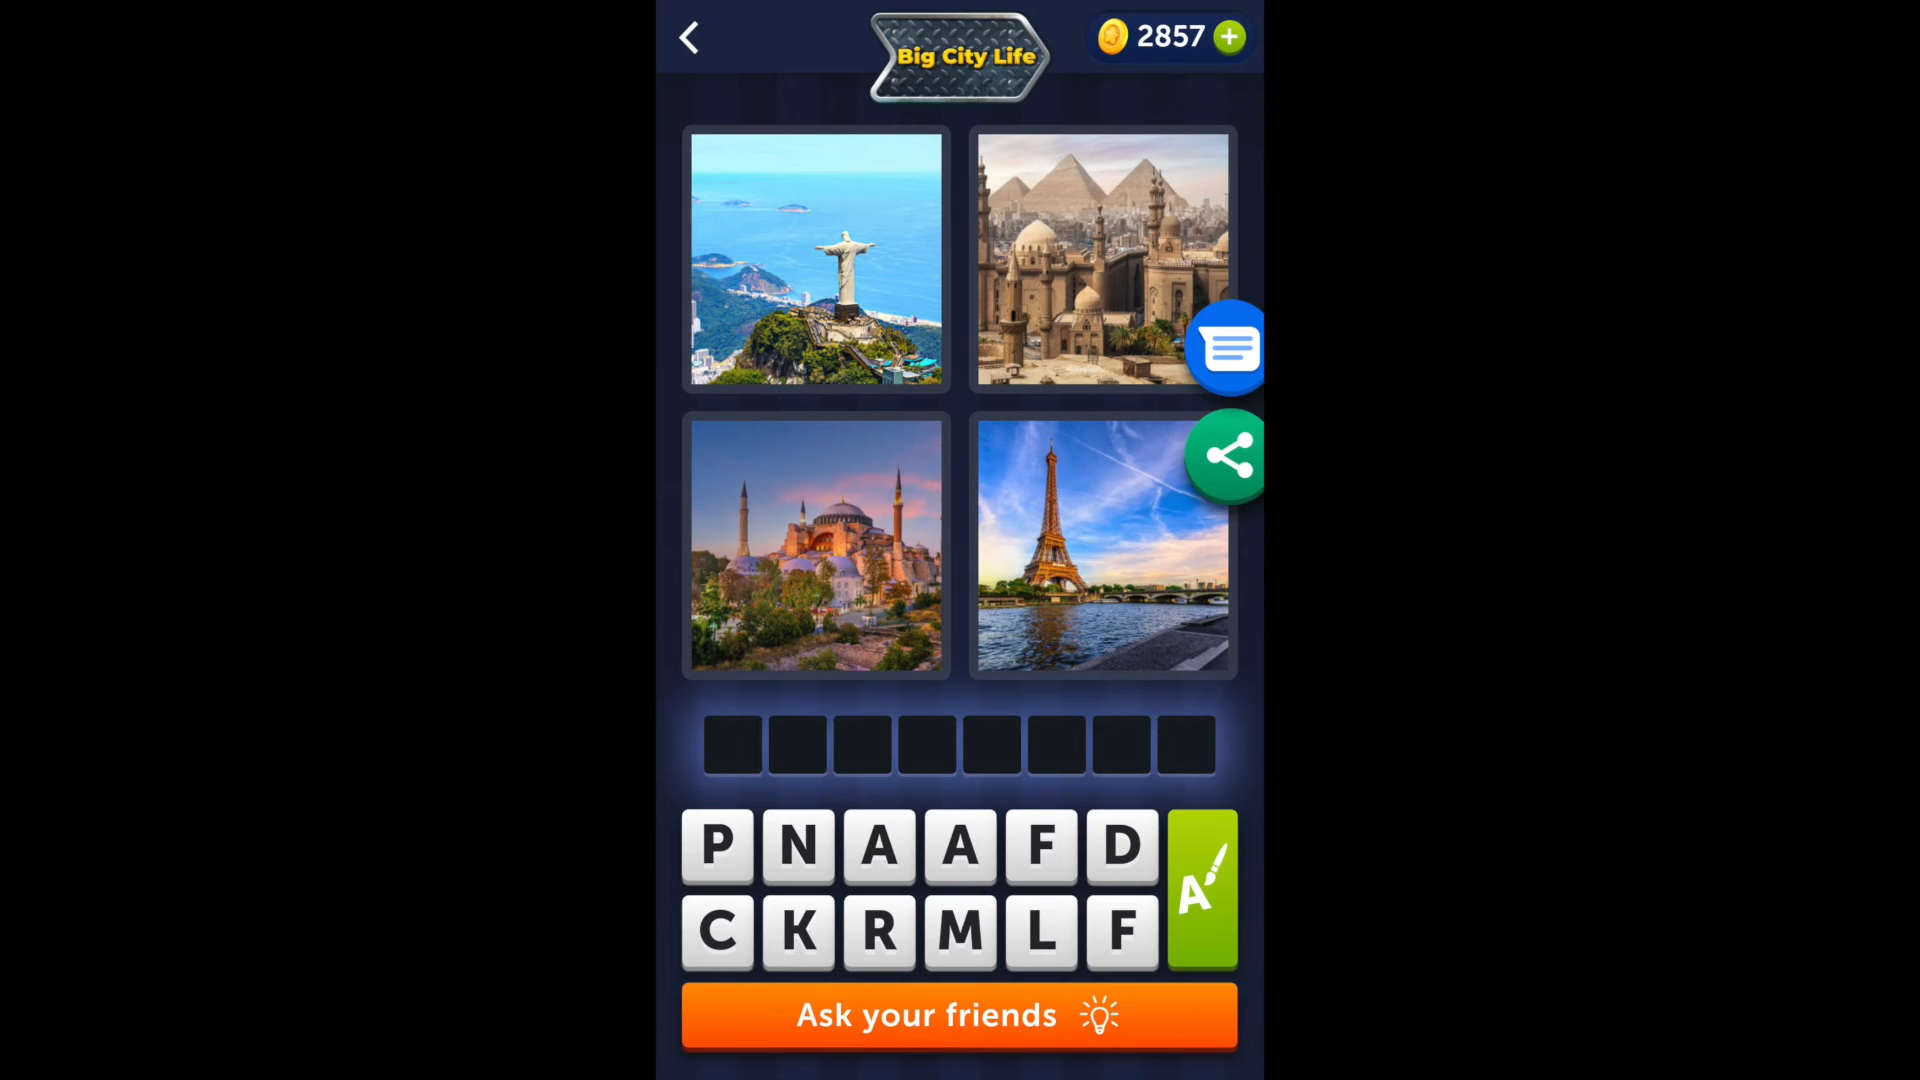 Big City Life
2857
P N A A F D
C K R M L F
A
Ask your friends